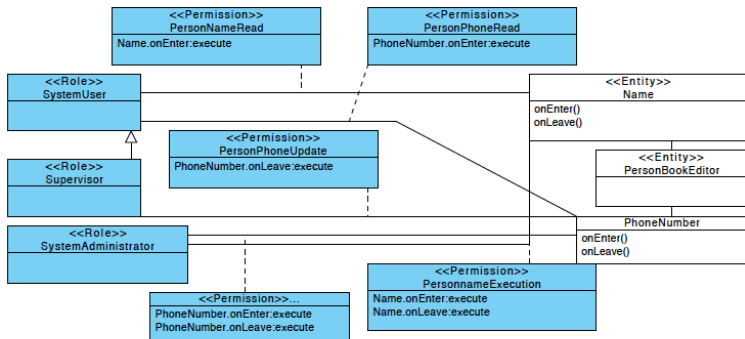 <<Permission>>
PersonNameRead
Name.onEnter:execute
<<Permission>>
PersonPhoneRead
PhoneNumber.onEnter:execute
<<Role>>
SystemUser
<<Entity>>
Name
onEnter()
onLeave()
<<Permission>>
PersonPhoneUpdate
PhoneNumber.onLeave:execute
<<Entity>>
PersonBookEditor
<<Role>>
Supervisor
PhoneNumber
onEnter()
onLeave()
<<Role>>
SystemAdministrator
<<Permission>>
PersonnameExecution
Name.onEnter:execute
Name.onLeave:execute
<<Permission>>...
PhoneNumber.onEnter:execute
PhoneNumber.onLeave:execute